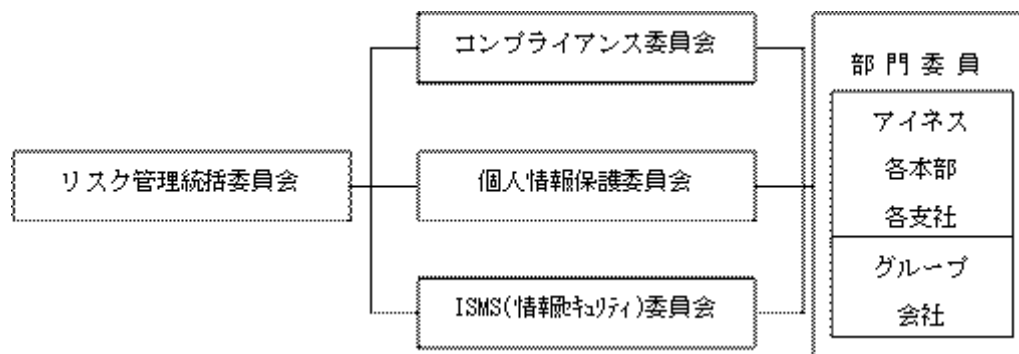 コンプライアンス委員会
部門委員
アイネス
リスク管理統括委員会
個人情報保護委員会
各本部
各支社
グループ
ISMS(情報ｾｷｭﾘﾃｨ)委員会
会社